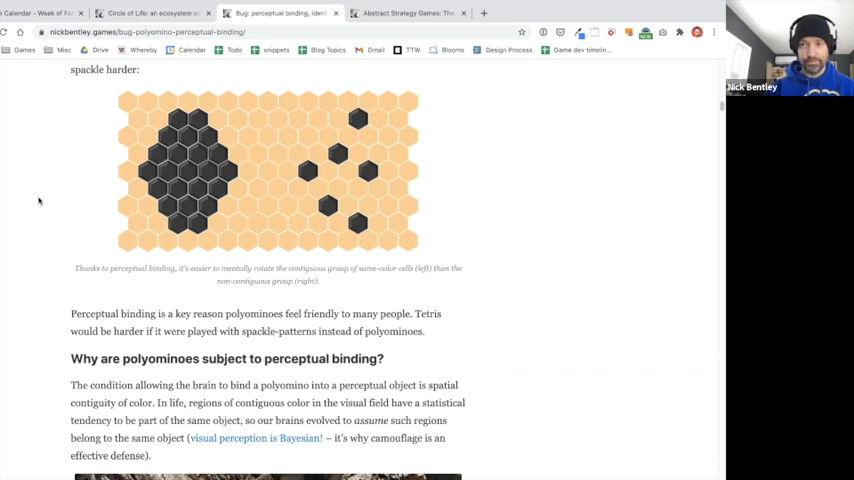 e Calendar – Week of Fe
Circle of Life: an ecosystem si
Bug: perceptual binding, ident
Abstract Strategy Games: The
nickbentley.games/bug-polyomino-perceptual-binding/
NEW
Games
Misc
Drive
Whereby
Calendar
Todo
snippets
Blog Topics
Gmail
TTW
Blooms
Design Process
Game dev timelin...
spackle harder:
Thanks to perceptual binding, it's easier to mentally rotate the contiguous group of same-color cells (left) than the
non-contiguous group (right).
Perceptual binding is a key reason polyominoes feel friendly to many people. Tetris
would be harder if it were played with spackle-patterns instead of polyominoes.
Why are polyominoes subject to perceptual binding?
The condition allowing the brain to bind a polyomino into a perceptual object is spatial
contiguity of color. In life, regions of contiguous color in the visual field have a statistical
tendency to be part of the same object, so our brains evolved to assume such regions
belong to the same object (visual perception is Bayesian! – it's why camouflage is an
effective defense).
Nick Bentley